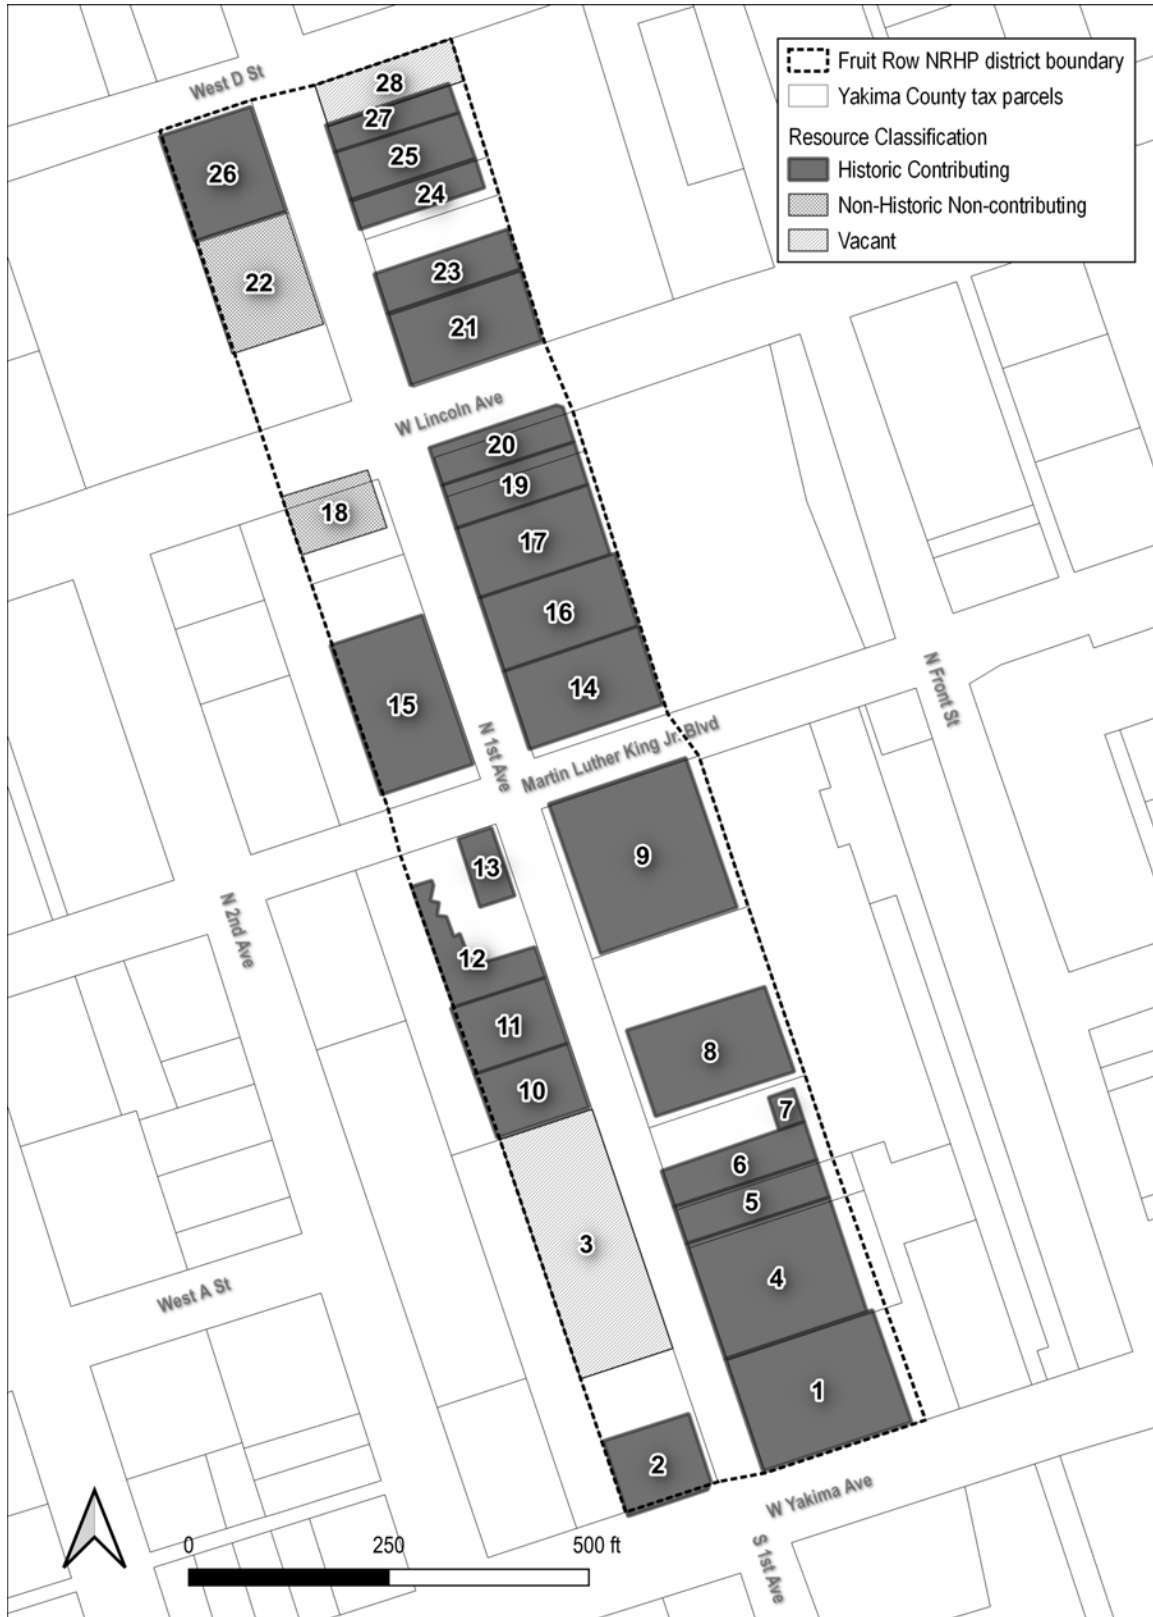 West D St
28
27
26
25
24
22
23
21
Fruit Row NRHP district boundary
Yakima County tax parcels
Resource Classification
Historic Contributing
Non-Historic Non-contributing
Vacant
W Lincoln Ave
20
19
18
17
16
15
14
N 1st Ave
Martin Luther King Jr. Blvd
N Front St
13
9
N 2nd Ave
12
11
8
10
7
6
5
3
4
West A St
1
2
W Yakima Ave
S 1st Ave
0 250 500 ft